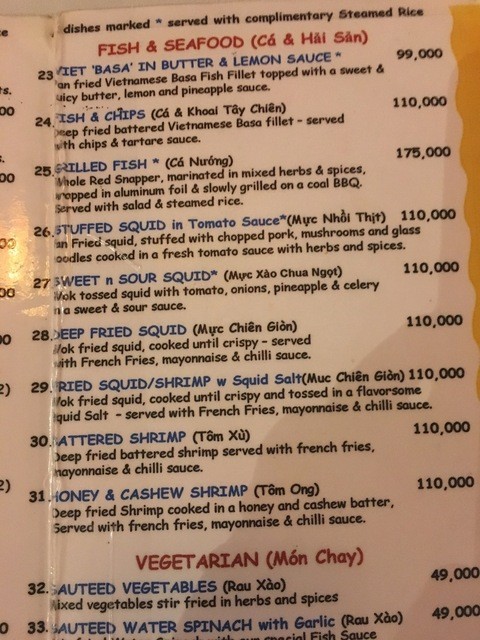 dishes marked * served with complimentary Steamed Rice
FISH & SEAFOOD (Cá & Hải Sản)
23 VIET 'BASA' IN BUTTER & LEMON SAUCE * 99,000
an fried Vietnamese Basa Fish Fillet topped with a sweet &
uicy butter, lemon and pineapple sauce.
24. FISH & CHIPS (Cá & Khoai Tây Chiên) 110,000
eep fried battered Vietnamese Basa fillet - served
th chips & tartare sauce.
25. GRILLED FISH * (Cá Nướng) 175,000
Whole Red Snapper, marinated in mixed herbs & spices,
rapped in aluminum foil & slowly grilled on a coal BBQ.
Served with salad & steamed rice.
26. STUFFED SQUID in Tomato Sauce*(Mực Nhồi Thịt) 110,000
an Fried squid, stuffed with chopped pork, mushrooms and glass
oodles cooked in a fresh tomato sauce with herbs and spices.
27 SWEET n SOUR SQUID* (Mực Xào Chua Ngọt) 110,000
Wok tossed squid with tomato, onions, pineapple & celery
n a sweet & sour sauce.
28. DEEP FRIED SQUID (Mực Chiên Giòn) 110,000
Wok fried squid, cooked until crispy - served
with French Fries, mayonnaise & chilli sauce.
29. FRIED SQUID/SHRIMP w Squid Salt(Muc Chiên Giòn) 110,000
Wok fried squid, cooked until crispy and tossed in a flavorsome
quid Salt - served with French Fries, mayonnaise & chilli sauce.
30. BATTERED SHRIMP (Tôm Xù) 110,000
Deep fried battered shrimp served with french fries,
mayonnaise & chilli sauce.
31. HONEY & CASHEW SHRIMP (Tôm Ong) 110,000
Deep fried Shrimp cooked in a honey and cashew batter,
Served with french fries, mayonnaise & chilli sauce.
VEGETARIAN (Món Chay)
32. SAUTEED VEGETABLES (Rau Xào) 49,000
Mixed vegetables stir fried in herbs and spices
33. SAUTEED WATER SPINACH with Garlic (Rau Xào) 49,000